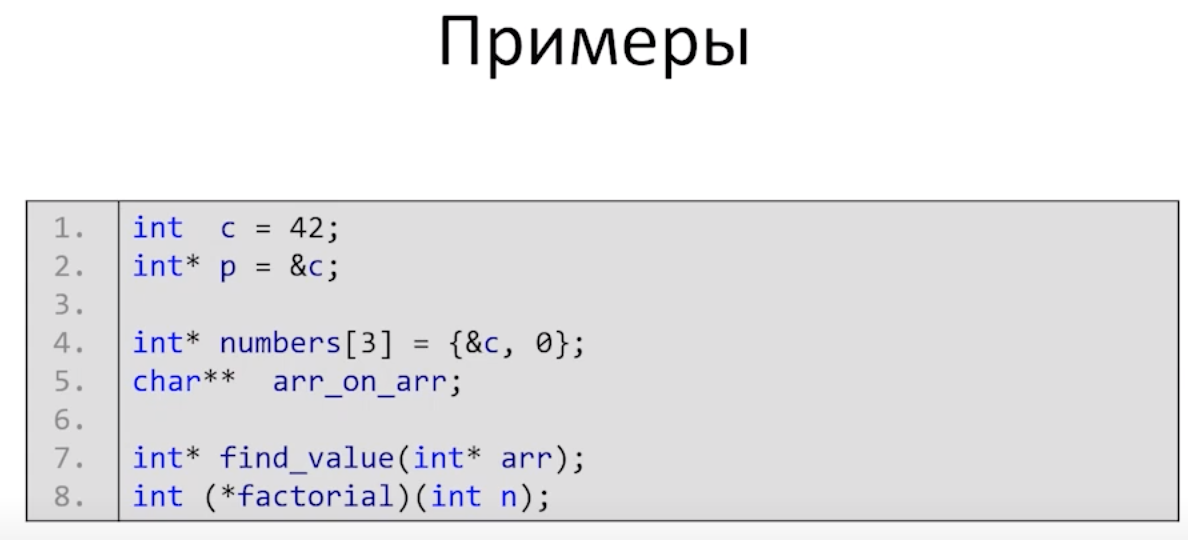 Примеры
1. int  c = 42;
2. int* p = &c;
3.
4. int* numbers[3] = {&c, 0};
5. char**  arr_on_arr;
6.
7. int* find_value(int* arr);
8. int (*factorial)(int n);